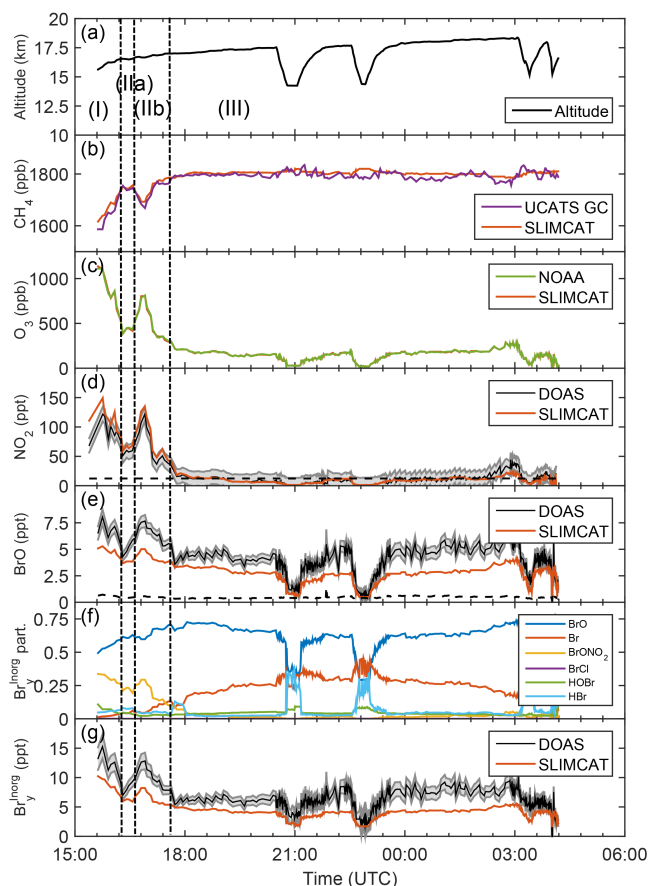 (a)
20
17.5
15
12.5
10
Altitude (km)
(I)
(IIa)
(IIb)
(III)
Altitude
(b)
1800
1600
CH4 (ppb)
UCATS GC
SLIMCAT
(c)
1000
500
0
O3 (ppb)
NOAA
SLIMCAT
(d)
150
100
50
0
NO2 (ppt)
DOAS
SLIMCAT
(e)
7.5
5
2.5
0
BrO (ppt)
DOAS
SLIMCAT
(f)
0.75
0.5
0.25
0
Bry Inorg part.
BrO
Br
BrONO2
BrCl
HOBr
HBr
(g)
15
10
5
0
Bry Inorg (ppt)
DOAS
SLIMCAT
15:00 18:00 21:00 00:00 03:00 06:00
Time (UTC)